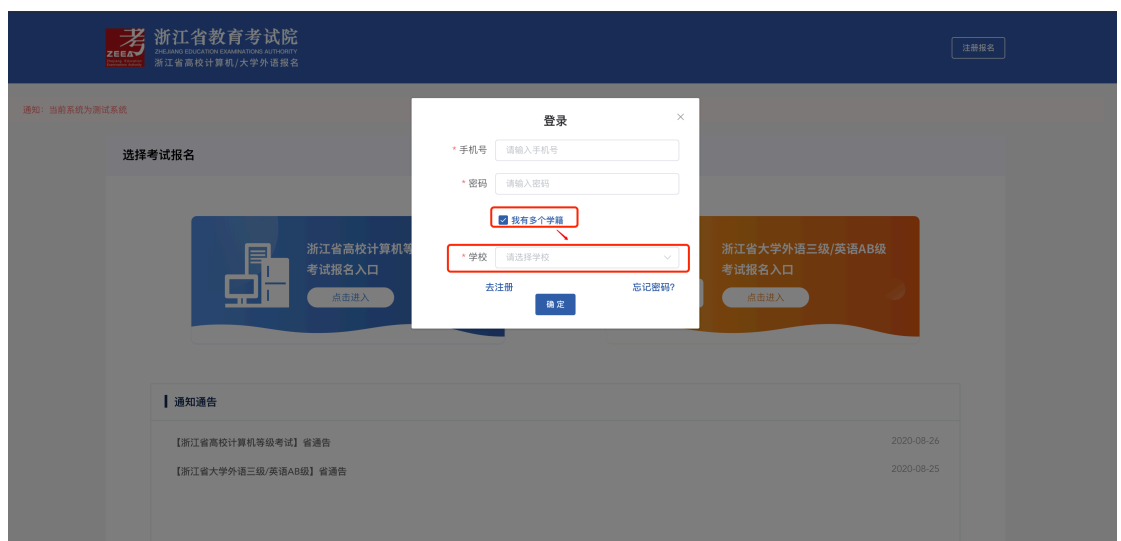 浙江省教育考试院
ZHEJIANG EDUCATION EXAMINATIONS AUTHORITY
浙江省高校计算机/大学外语报名
ZEEA
注册报名
通知：当前系统为测试系统
选择考试报名
登录
* 手机号 请输入手机号
* 密码 请输入密码
我有多个学籍
* 学校 请选择学校
去注册 忘记密码?
确 定
浙江省高校计算机等
考试报名入口
点击进入
浙江省大学外语三级/英语AB级
考试报名入口
点击进入
通知通告
【浙江省高校计算机等级考试】省通告 2020-08-26
【浙江省大学外语三级/英语AB级】省通告 2020-08-25